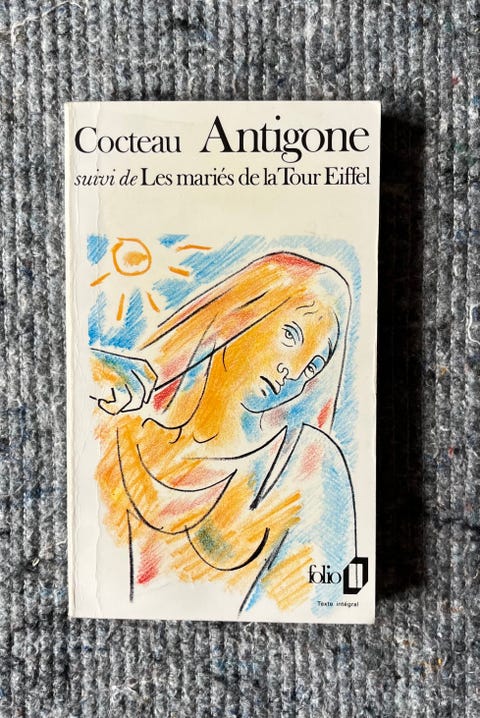 Cocteau Antigone
suivi de Les mariés de la Tour Eiffel
folio
Texte intégral